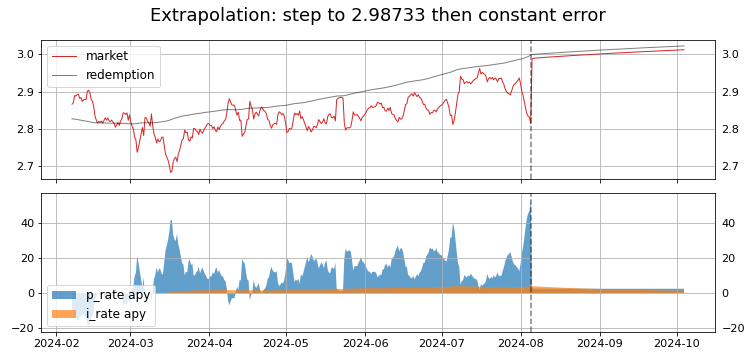 Extrapolation: step to 2.98733 then constant error
3.0 3.0
market
redemption
2.9 2.9
2.8 2.8
2.7 2.7
40 40
20 20
p_rate apy
0 0
i_rate apy
−20 −20
2024-02 2024-03 2024-04 2024-05 2024-06 2024-07 2024-08 2024-09 2024-10